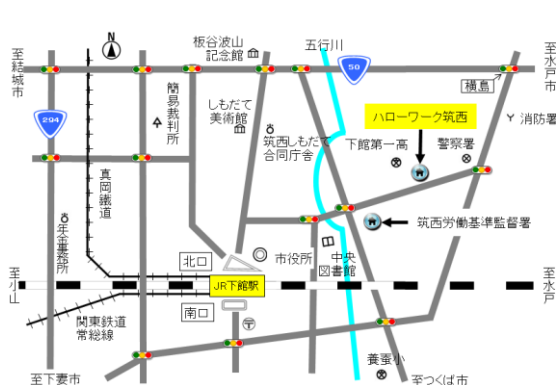 N
板谷波山
記念館
五行川
至結城市
50
至水戸市
横島
294
簡易裁判所
しもだて
美術館
ハローワーク筑西
消防署
筑西しもだて
合同庁舎
下館第一高
警察署
真岡鐵道
年金事務所
筑西労働基準監督署
北口
市役所
中央
図書館
至小山
JR下館駅
至水戸
南口
関東鉄道
常総線
養蚕小
至下妻市
至つくば市